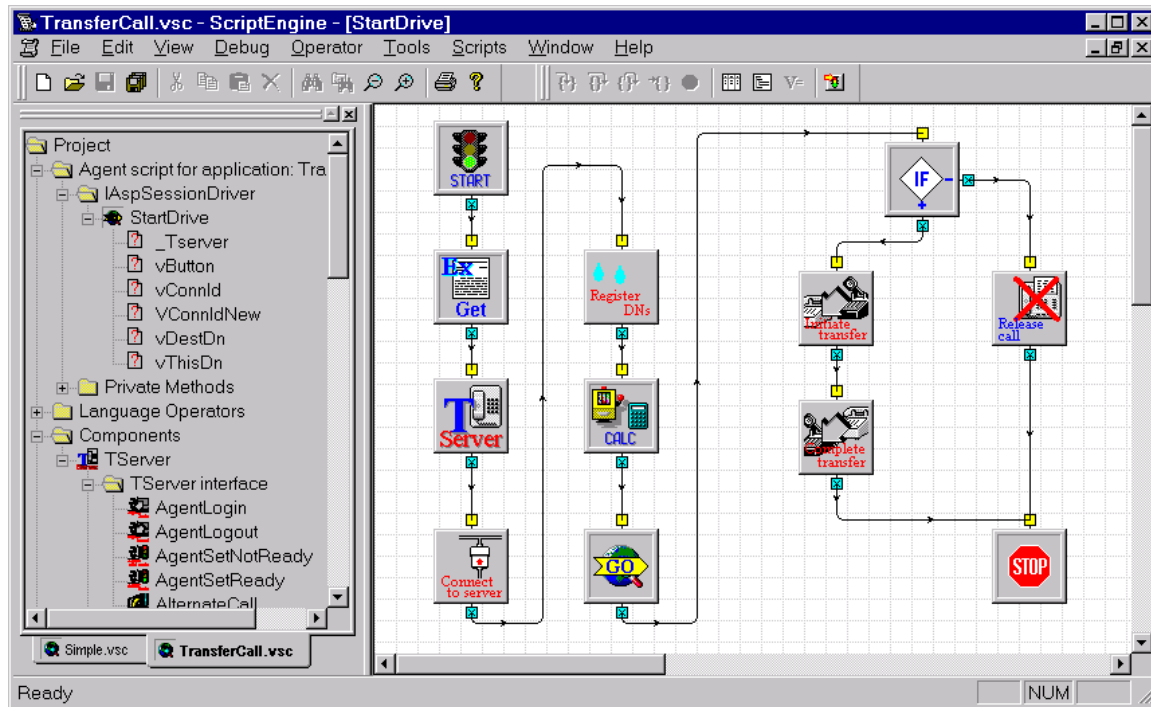 TransferCall.vsc - ScriptEngine - [StartDrive]
File Edit View Debug Operator Tools Scripts Window Help
V=
Project
Agent script for application: Tra
IAspSessionDriver
StartDrive
_Tserver
vButton
vConnId
VConnIdNew
vDestDn
vThisDn
Private Methods
Language Operators
Components
TServer
TServer interface
AgentLogin
AgentLogout
AgentSetNotReady
AgentSetReady
AlternateCall
Simple.vsc
TransferCall.vsc
START
Ex
Get
T
Server
Connect
to server
Register
DNs
CALC
GO
IF
Initiate
transfer
Complete
transfer
Release
call
STOP
Ready
NUM